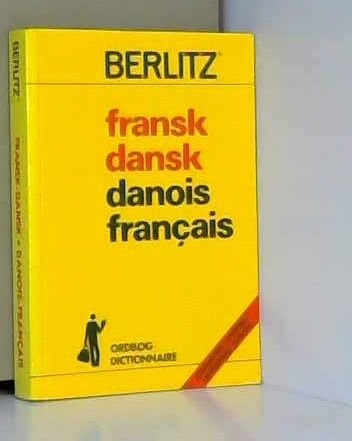 BERLITZ®
fransk
dansk
danois
français
ORDBOG
DICTIONNAIRE
BERLITZ
FRANSK-DANSK • DANOIS-FRANÇAIS